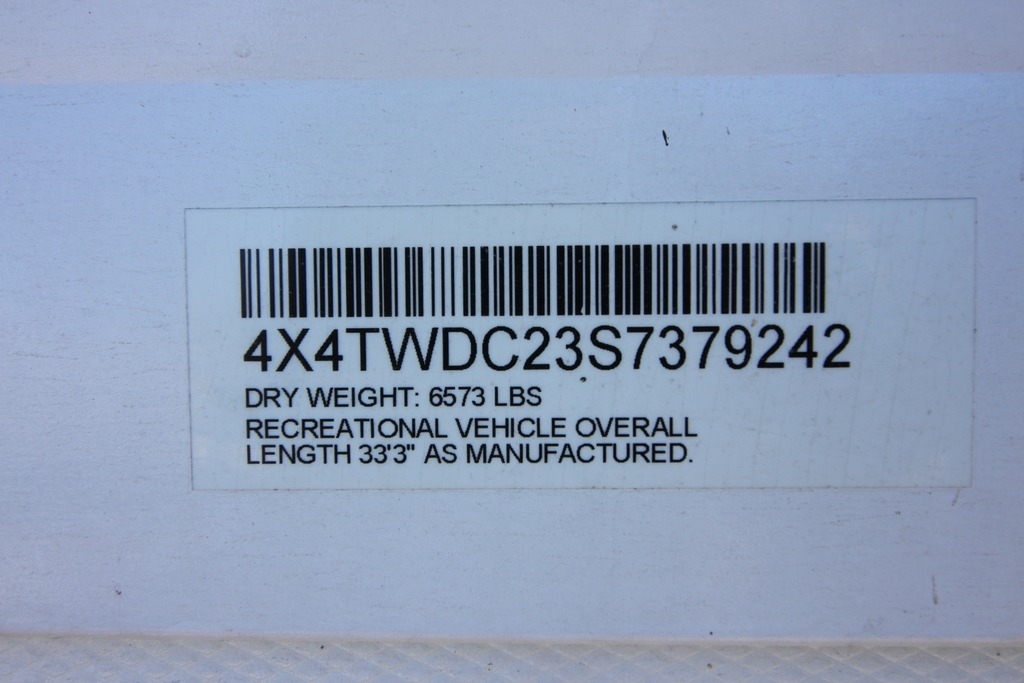 4X4TWDC23S7379242
DRY WEIGHT: 6573 LBS
RECREATIONAL VEHICLE OVERALL
LENGTH 33'3" AS MANUFACTURED.